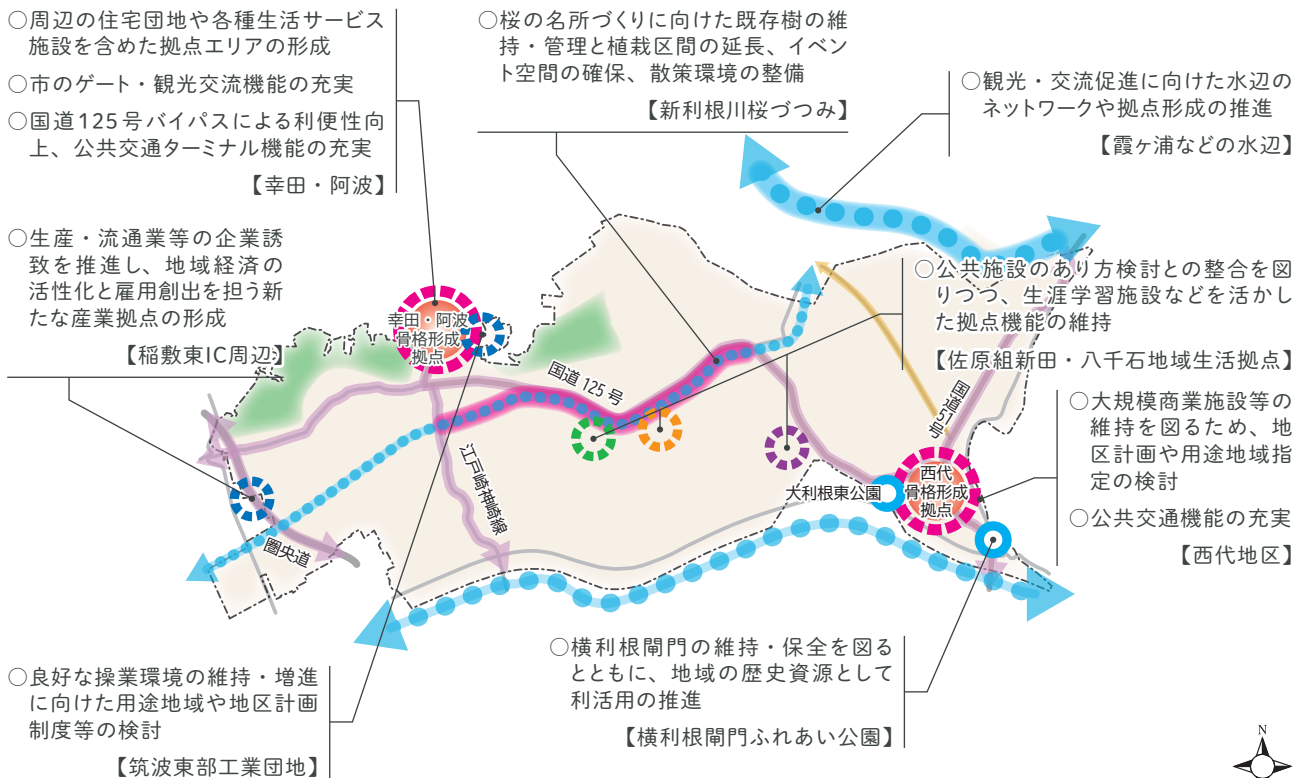 ○周辺の住宅団地や各種生活サービス
施設を含めた拠点エリアの形成
○市のゲート・観光交流機能の充実
○国道125号バイパスによる利便性向
上、公共交通ターミナル機能の充実
【幸田・阿波】
○桜の名所づくりに向けた既存樹の維
持・管理と植栽区間の延長、イベン
ト空間の確保、散策環境の整備
【新利根川桜づつみ】
○観光・交流促進に向けた水辺の
ネットワークや拠点形成の推進
【霞ヶ浦などの水辺】
○生産・流通業等の企業誘
致を推進し、地域経済の
活性化と雇用創出を担う新
たな産業拠点の形成
【稲敷東IC周辺】
○公共施設のあり方検討との整合を図
りつつ、生涯学習施設などを活かし
た拠点機能の維持
【佐原組新田・八千石地域生活拠点】
幸田・阿波
骨格形成
拠点
国道125号
国道51号
江戸崎神崎線
圏央道
大利根東公園
西代
骨格形成
拠点
○大規模商業施設等の
維持を図るため、地
区計画や用途地域指
定の検討
○公共交通機能の充実
【西代地区】
○良好な操業環境の維持・増進
に向けた用途地域や地区計画
制度等の検討
【筑波東部工業団地】
○横利根閘門の維持・保全を図る
とともに、地域の歴史資源として
利活用の推進
【横利根閘門ふれあい公園】
N